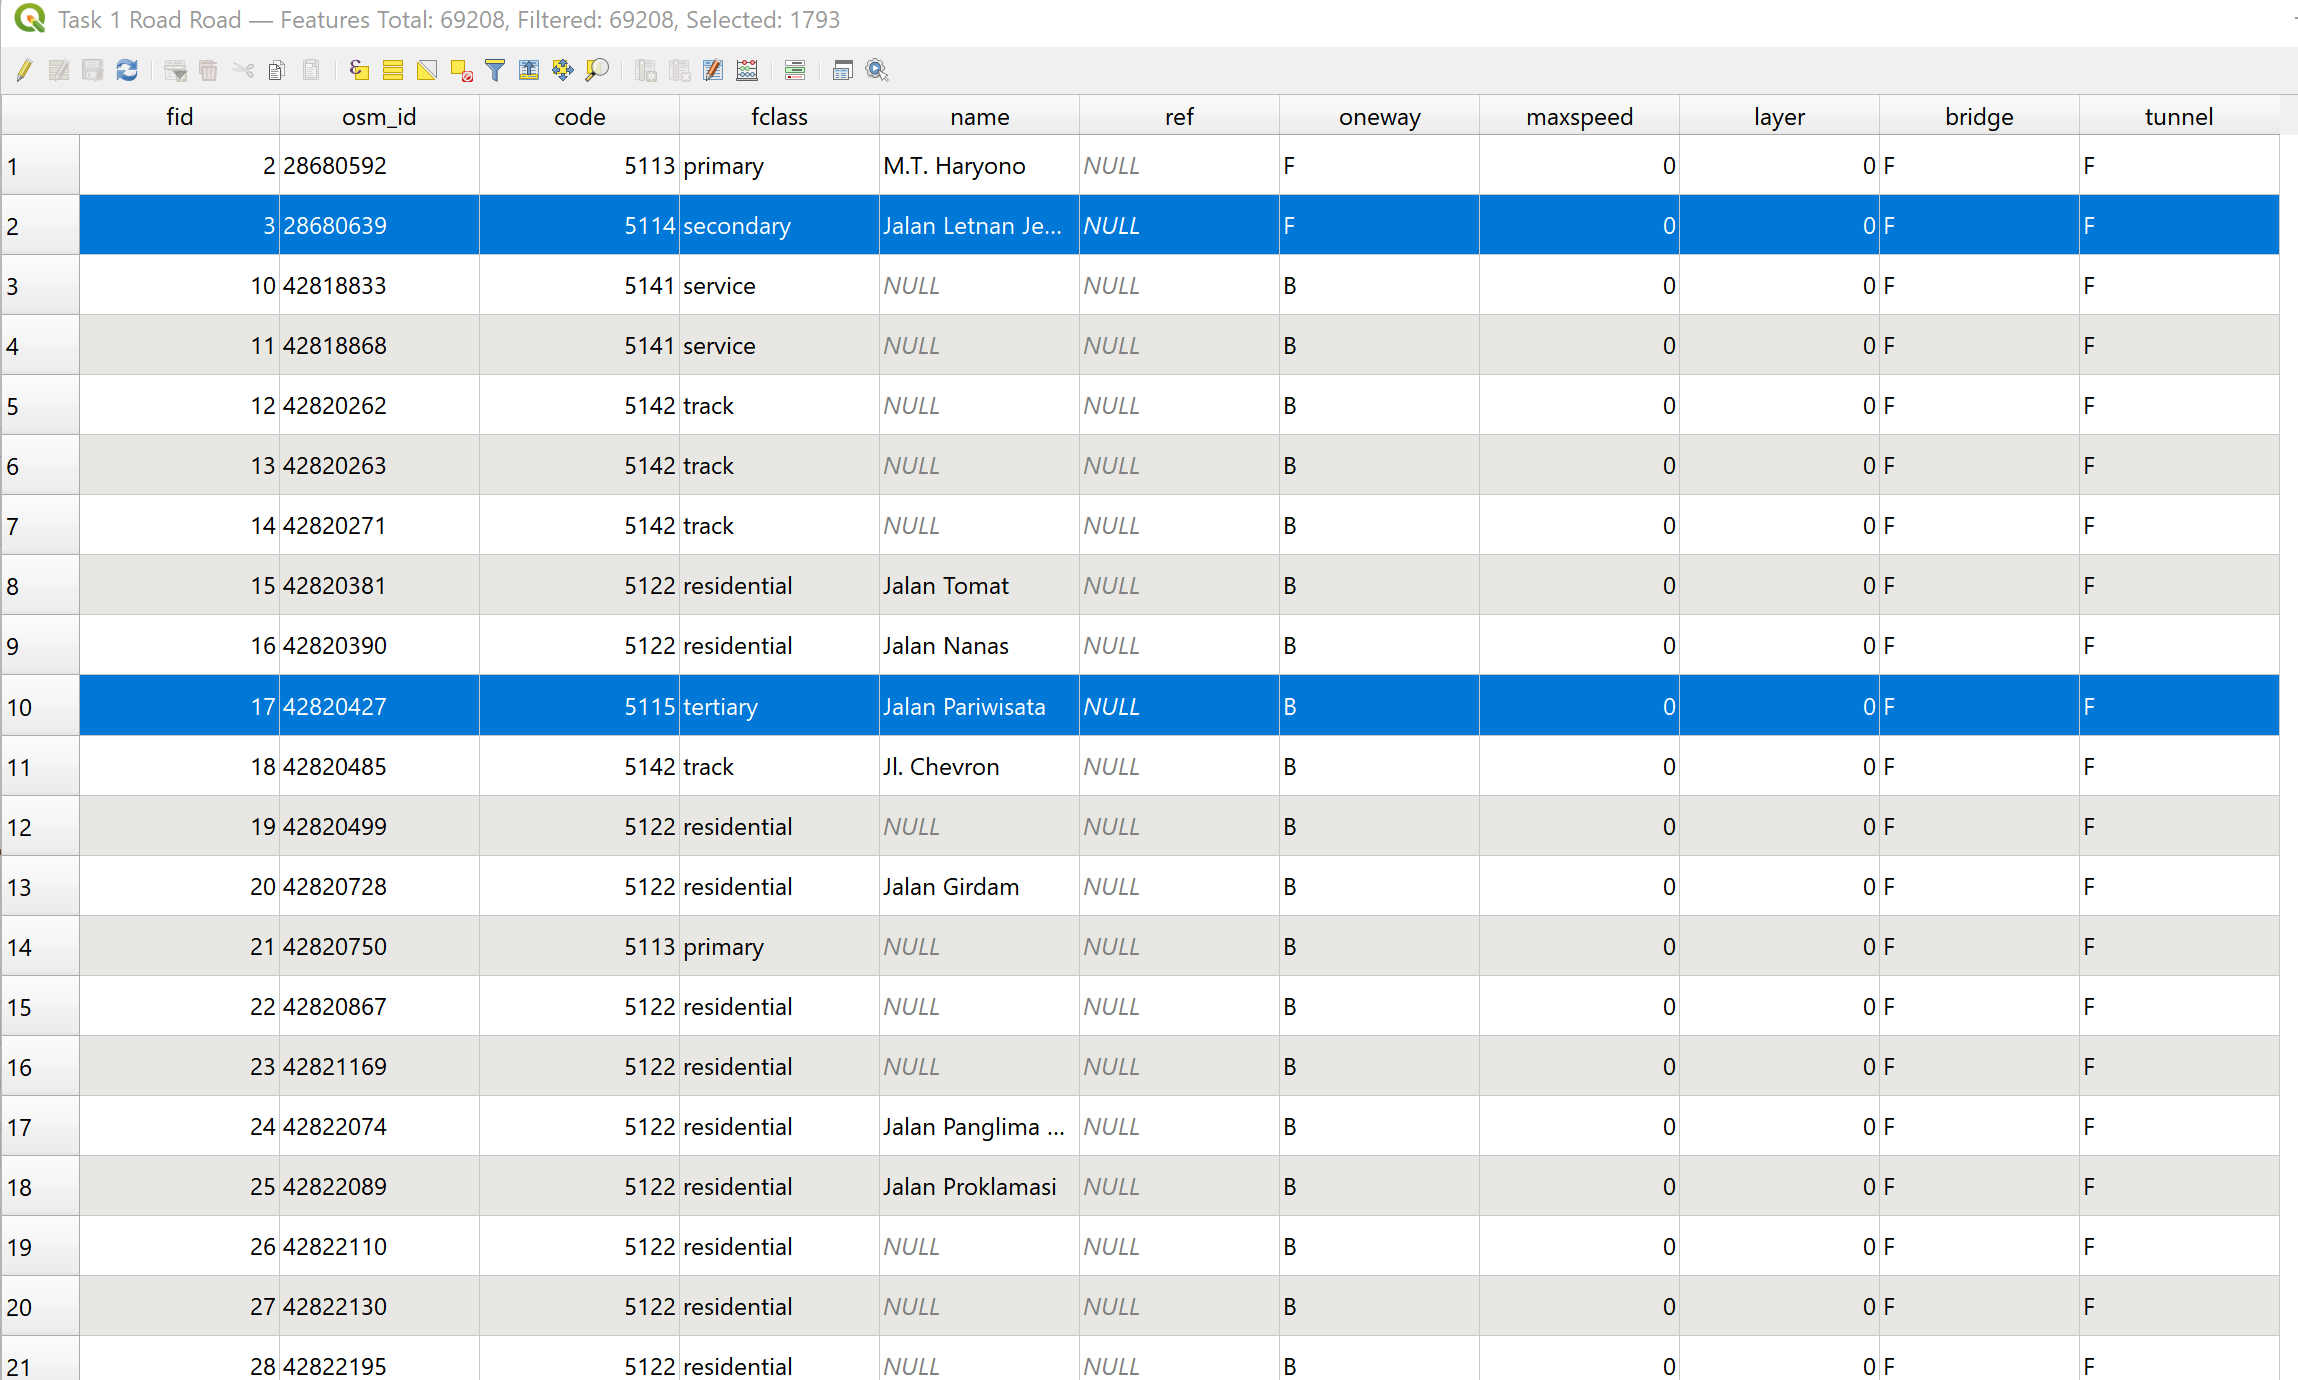 Task 1 Road Road — Features Total: 69208, Filtered: 69208, Selected: 1793
fid osm_id code fclass name ref oneway maxspeed layer bridge tunnel
1 2 28680592 5113 primary M.T. Haryono NULL F 0 0 F F
2 3 28680639 5114 secondary Jalan Letnan Je... NULL F 0 0 F F
3 10 42818833 5141 service NULL NULL B 0 0 F F
4 11 42818868 5141 service NULL NULL B 0 0 F F
5 12 42820262 5142 track NULL NULL B 0 0 F F
6 13 42820263 5142 track NULL NULL B 0 0 F F
7 14 42820271 5142 track NULL NULL B 0 0 F F
8 15 42820381 5122 residential Jalan Tomat NULL B 0 0 F F
9 16 42820390 5122 residential Jalan Nanas NULL B 0 0 F F
10 17 42820427 5115 tertiary Jalan Pariwisata NULL B 0 0 F F
11 18 42820485 5142 track Jl. Chevron NULL B 0 0 F F
12 19 42820499 5122 residential NULL NULL B 0 0 F F
13 20 42820728 5122 residential Jalan Girdam NULL B 0 0 F F
14 21 42820750 5113 primary NULL NULL B 0 0 F F
15 22 42820867 5122 residential NULL NULL B 0 0 F F
16 23 42821169 5122 residential NULL NULL B 0 0 F F
17 24 42822074 5122 residential Jalan Panglima ... NULL B 0 0 F F
18 25 42822089 5122 residential Jalan Proklamasi NULL B 0 0 F F
19 26 42822110 5122 residential NULL NULL B 0 0 F F
20 27 42822130 5122 residential NULL NULL B 0 0 F F
21 28 42822195 5122 residential NULL NULL B 0 0 F F